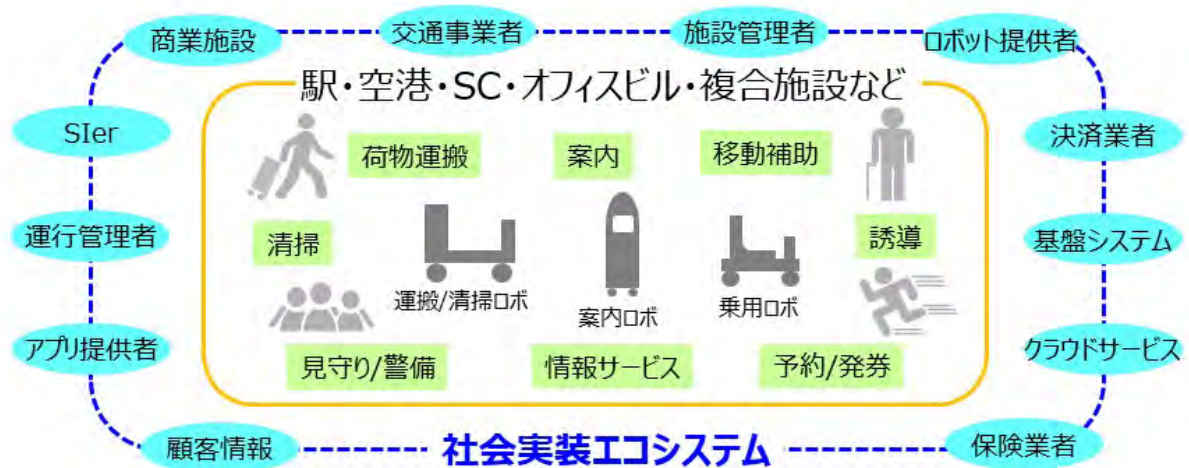 商業施設
交通事業者
施設管理者
ロボット提供者
駅・空港・SC・オフィスビル・複合施設など
SIer
荷物運搬
案内
移動補助
決済業者
運行管理者
清掃
誘導
基盤システム
運搬/清掃ロボ
案内ロボ
乗用ロボ
アプリ提供者
見守り/警備
情報サービス
予約/発券
クラウドサービス
顧客情報
社会実装エコシステム
保険業者